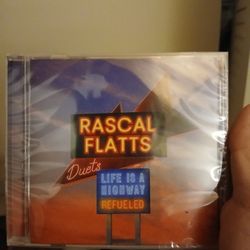 RASCAL
FLATTS
Duets
LIFE IS A
HIGHWAY
REFUELED